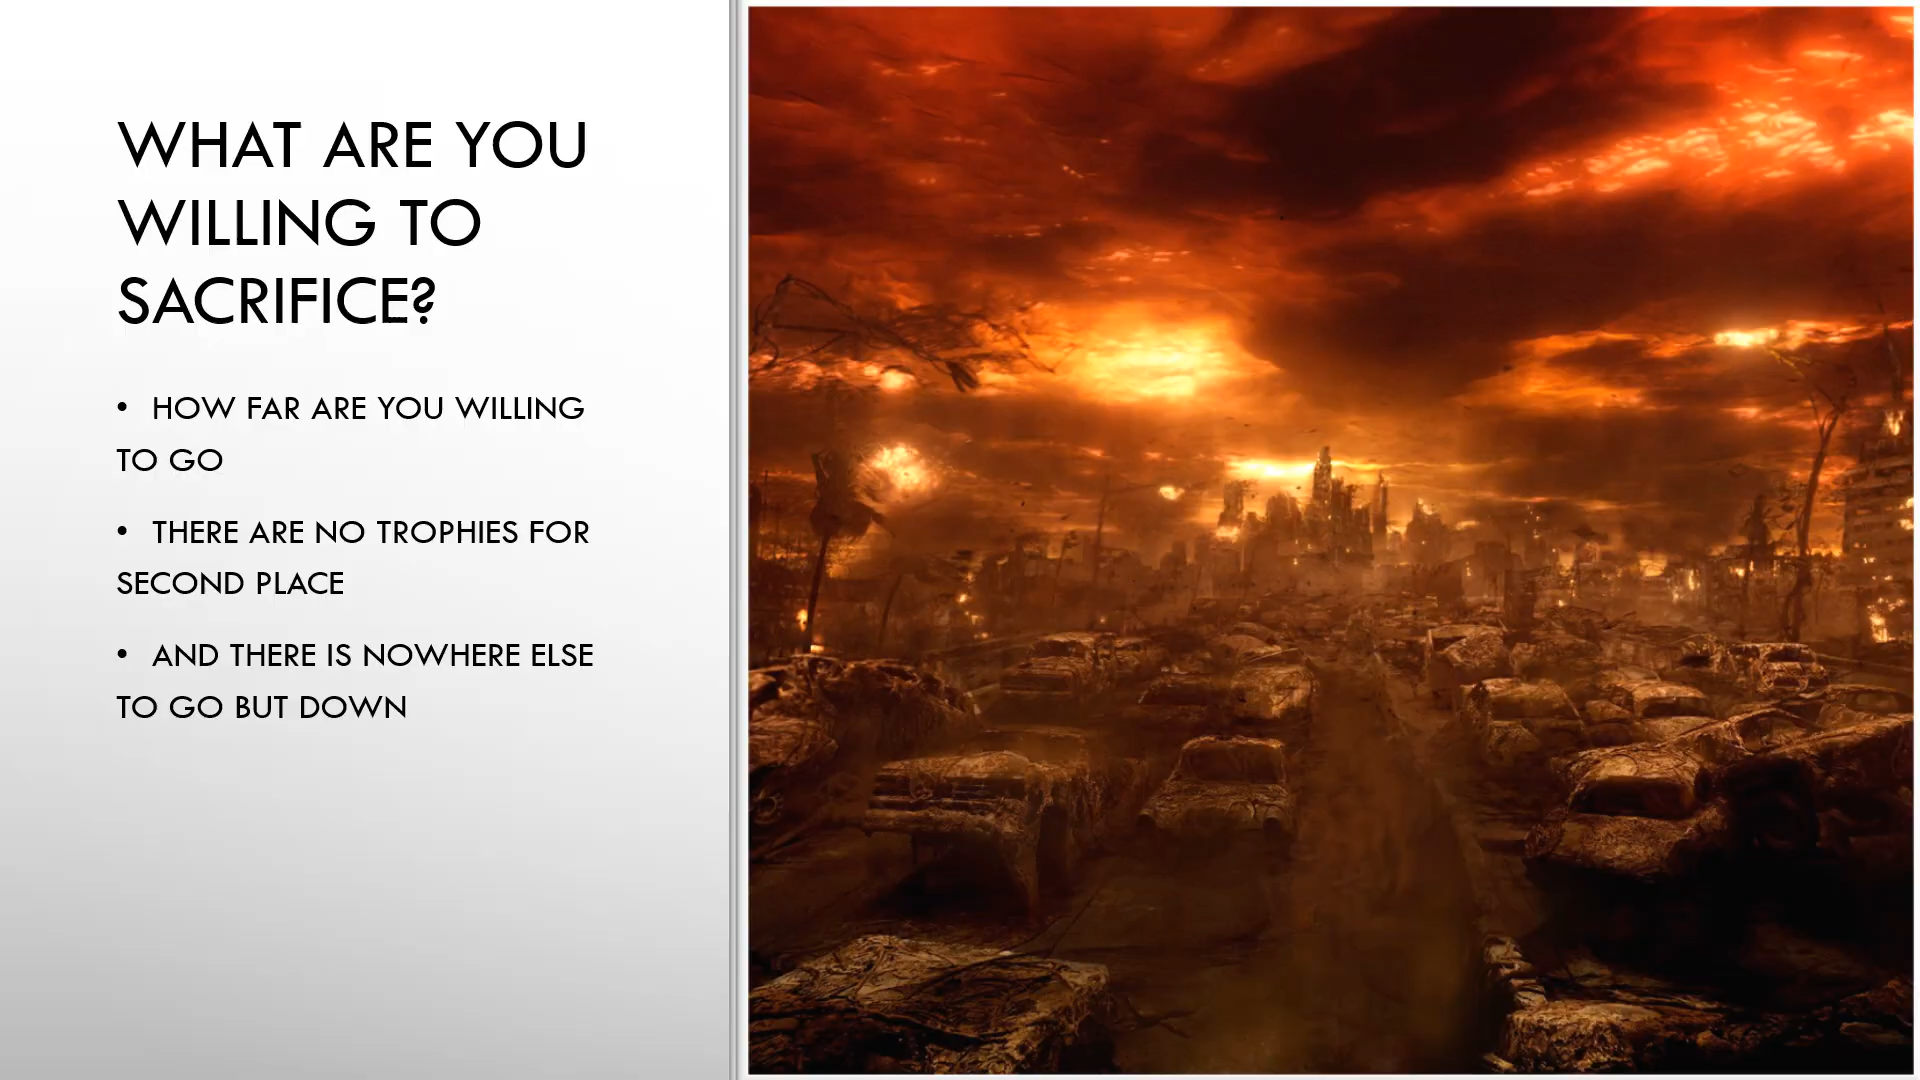 WHAT ARE YOU
WILLING TO
SACRIFICE?
• HOW FAR ARE YOU WILLING
TO GO
• THERE ARE NO TROPHIES FOR
SECOND PLACE
• AND THERE IS NOWHERE ELSE
TO GO BUT DOWN